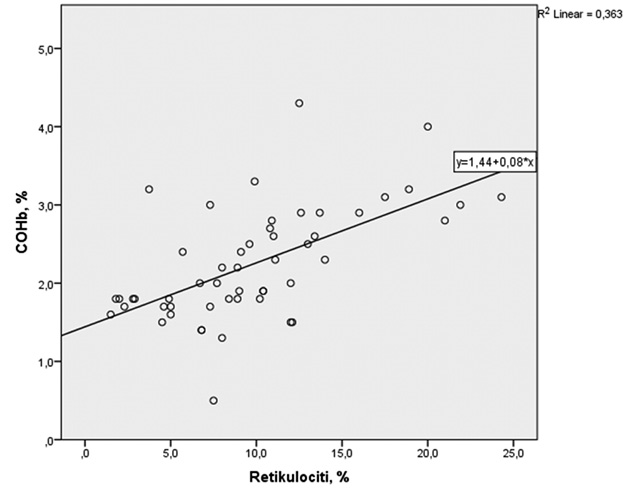 R² Linear = 0,363
5,0
4,0
3,0
2,0
1,0
,0
COHb, %
y=1,44+0,08*x
,0 5,0 10,0 15,0 20,0 25,0
Retikulociti, %